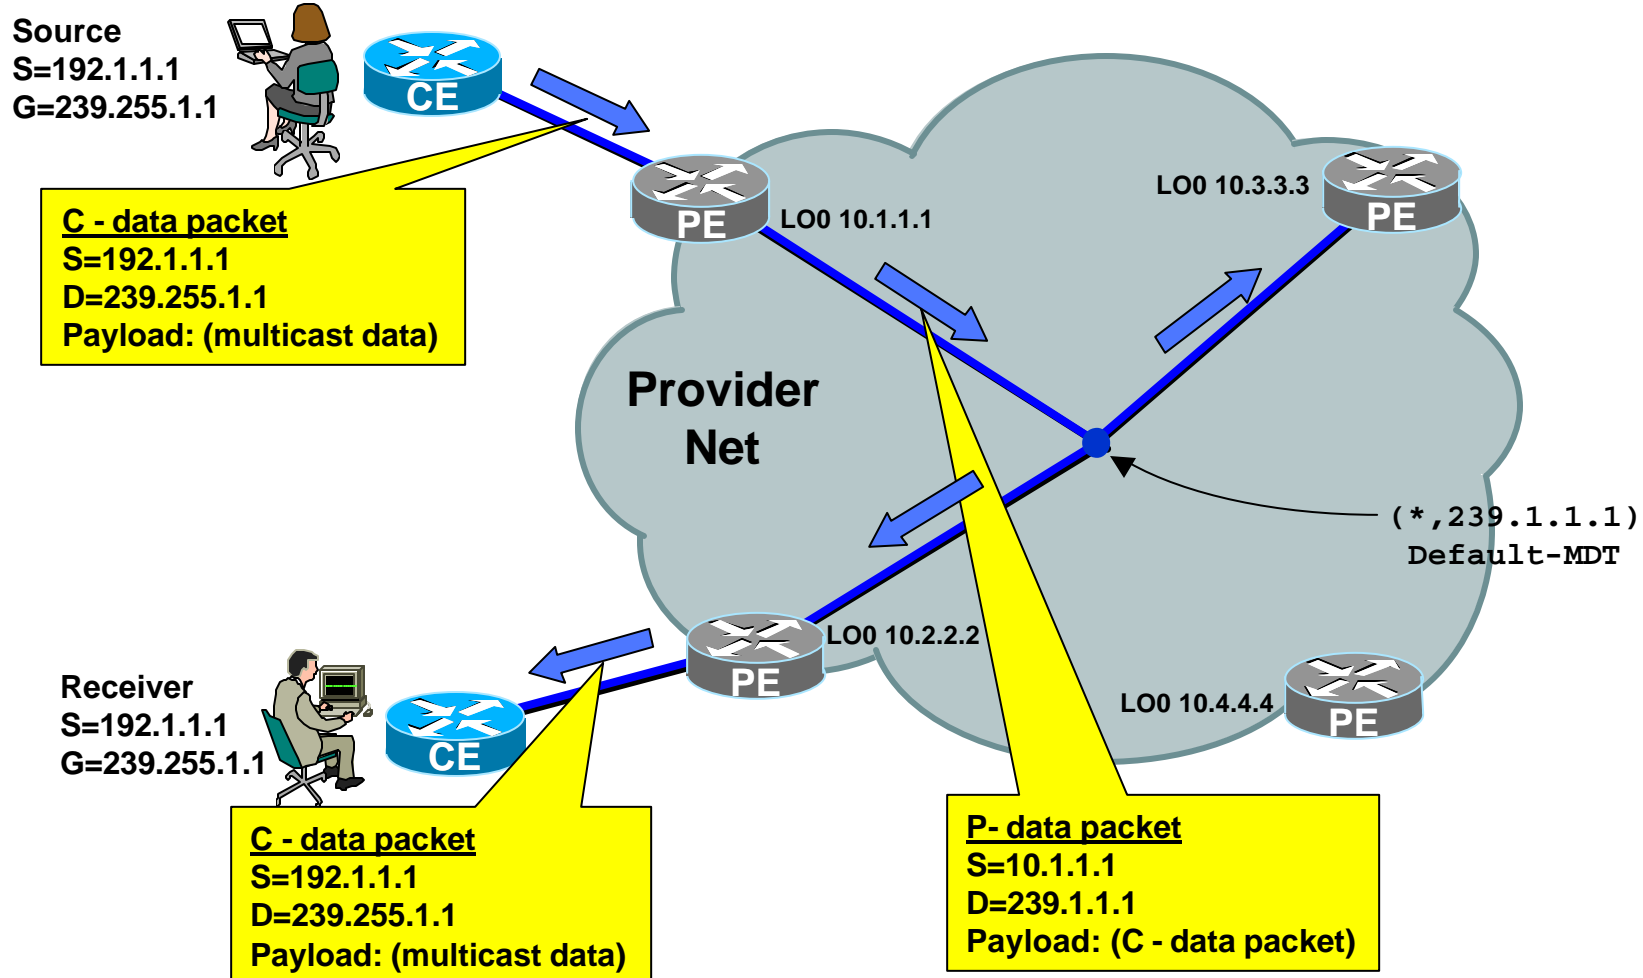 Source
S=192.1.1.1
G=239.255.1.1
CE
C - data packet
S=192.1.1.1
D=239.255.1.1
Payload: (multicast data)
PE
LO0 10.1.1.1
LO0 10.3.3.3
PE
Provider
Net
(*,239.1.1.1)
Default-MDT
LO0 10.2.2.2
PE
LO0 10.4.4.4
PE
Receiver
S=192.1.1.1
G=239.255.1.1
CE
C - data packet
S=192.1.1.1
D=239.255.1.1
Payload: (multicast data)
P- data packet
S=10.1.1.1
D=239.1.1.1
Payload: (C - data packet)